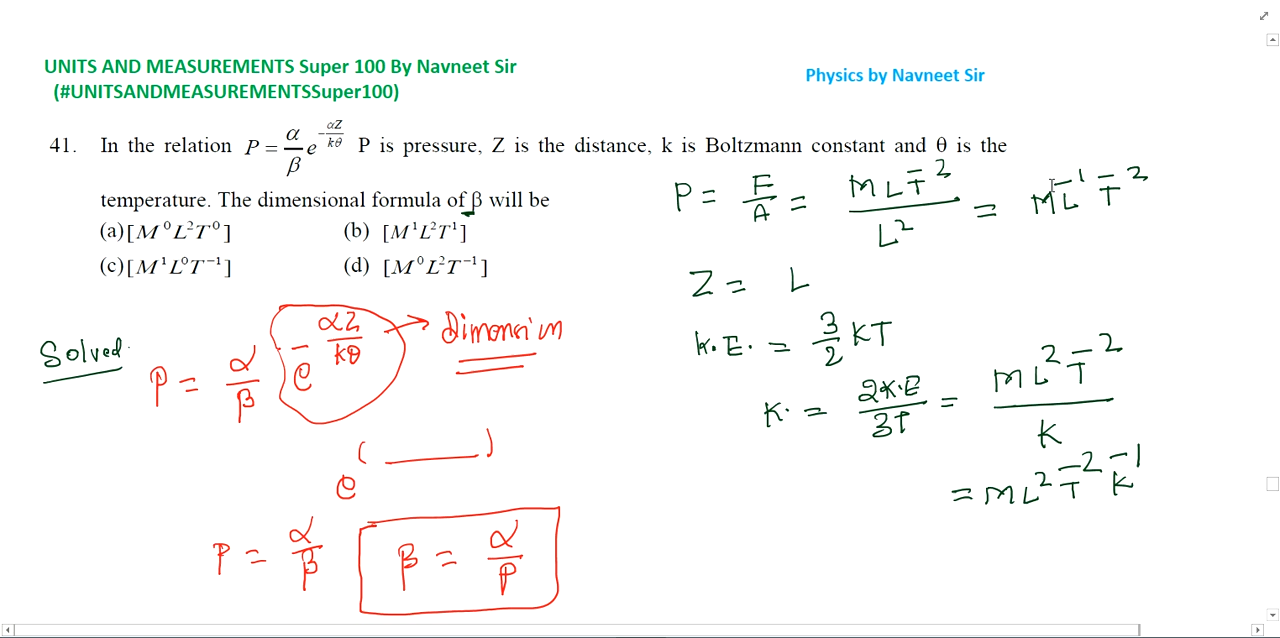 UNITS AND MEASUREMENTS Super 100 By Navneet Sir
(#UNITSANDMEASUREMENTSSuper100)
Physics by Navneet Sir
41. In the relation P = α/β e^(-αZ/kθ) P is pressure, Z is the distance, k is Boltzmann constant and θ is the
temperature. The dimensional formula of β will be
(a) [M⁰L²T⁰] (b) [M¹L²T¹]
(c) [M¹L⁰T⁻¹] (d) [M⁰L²T⁻¹]
Solved
P = α/β e^(-αZ/kθ) → Dimension
e^( — )
P = α/β β = α/P
P = F/A = MLT⁻²/L² = ML⁻¹T⁻²
Z = L
K.E. = 3/2 KT
K. = 2K.E/3T = ML²T⁻²/K
= ML²T⁻²K⁻¹